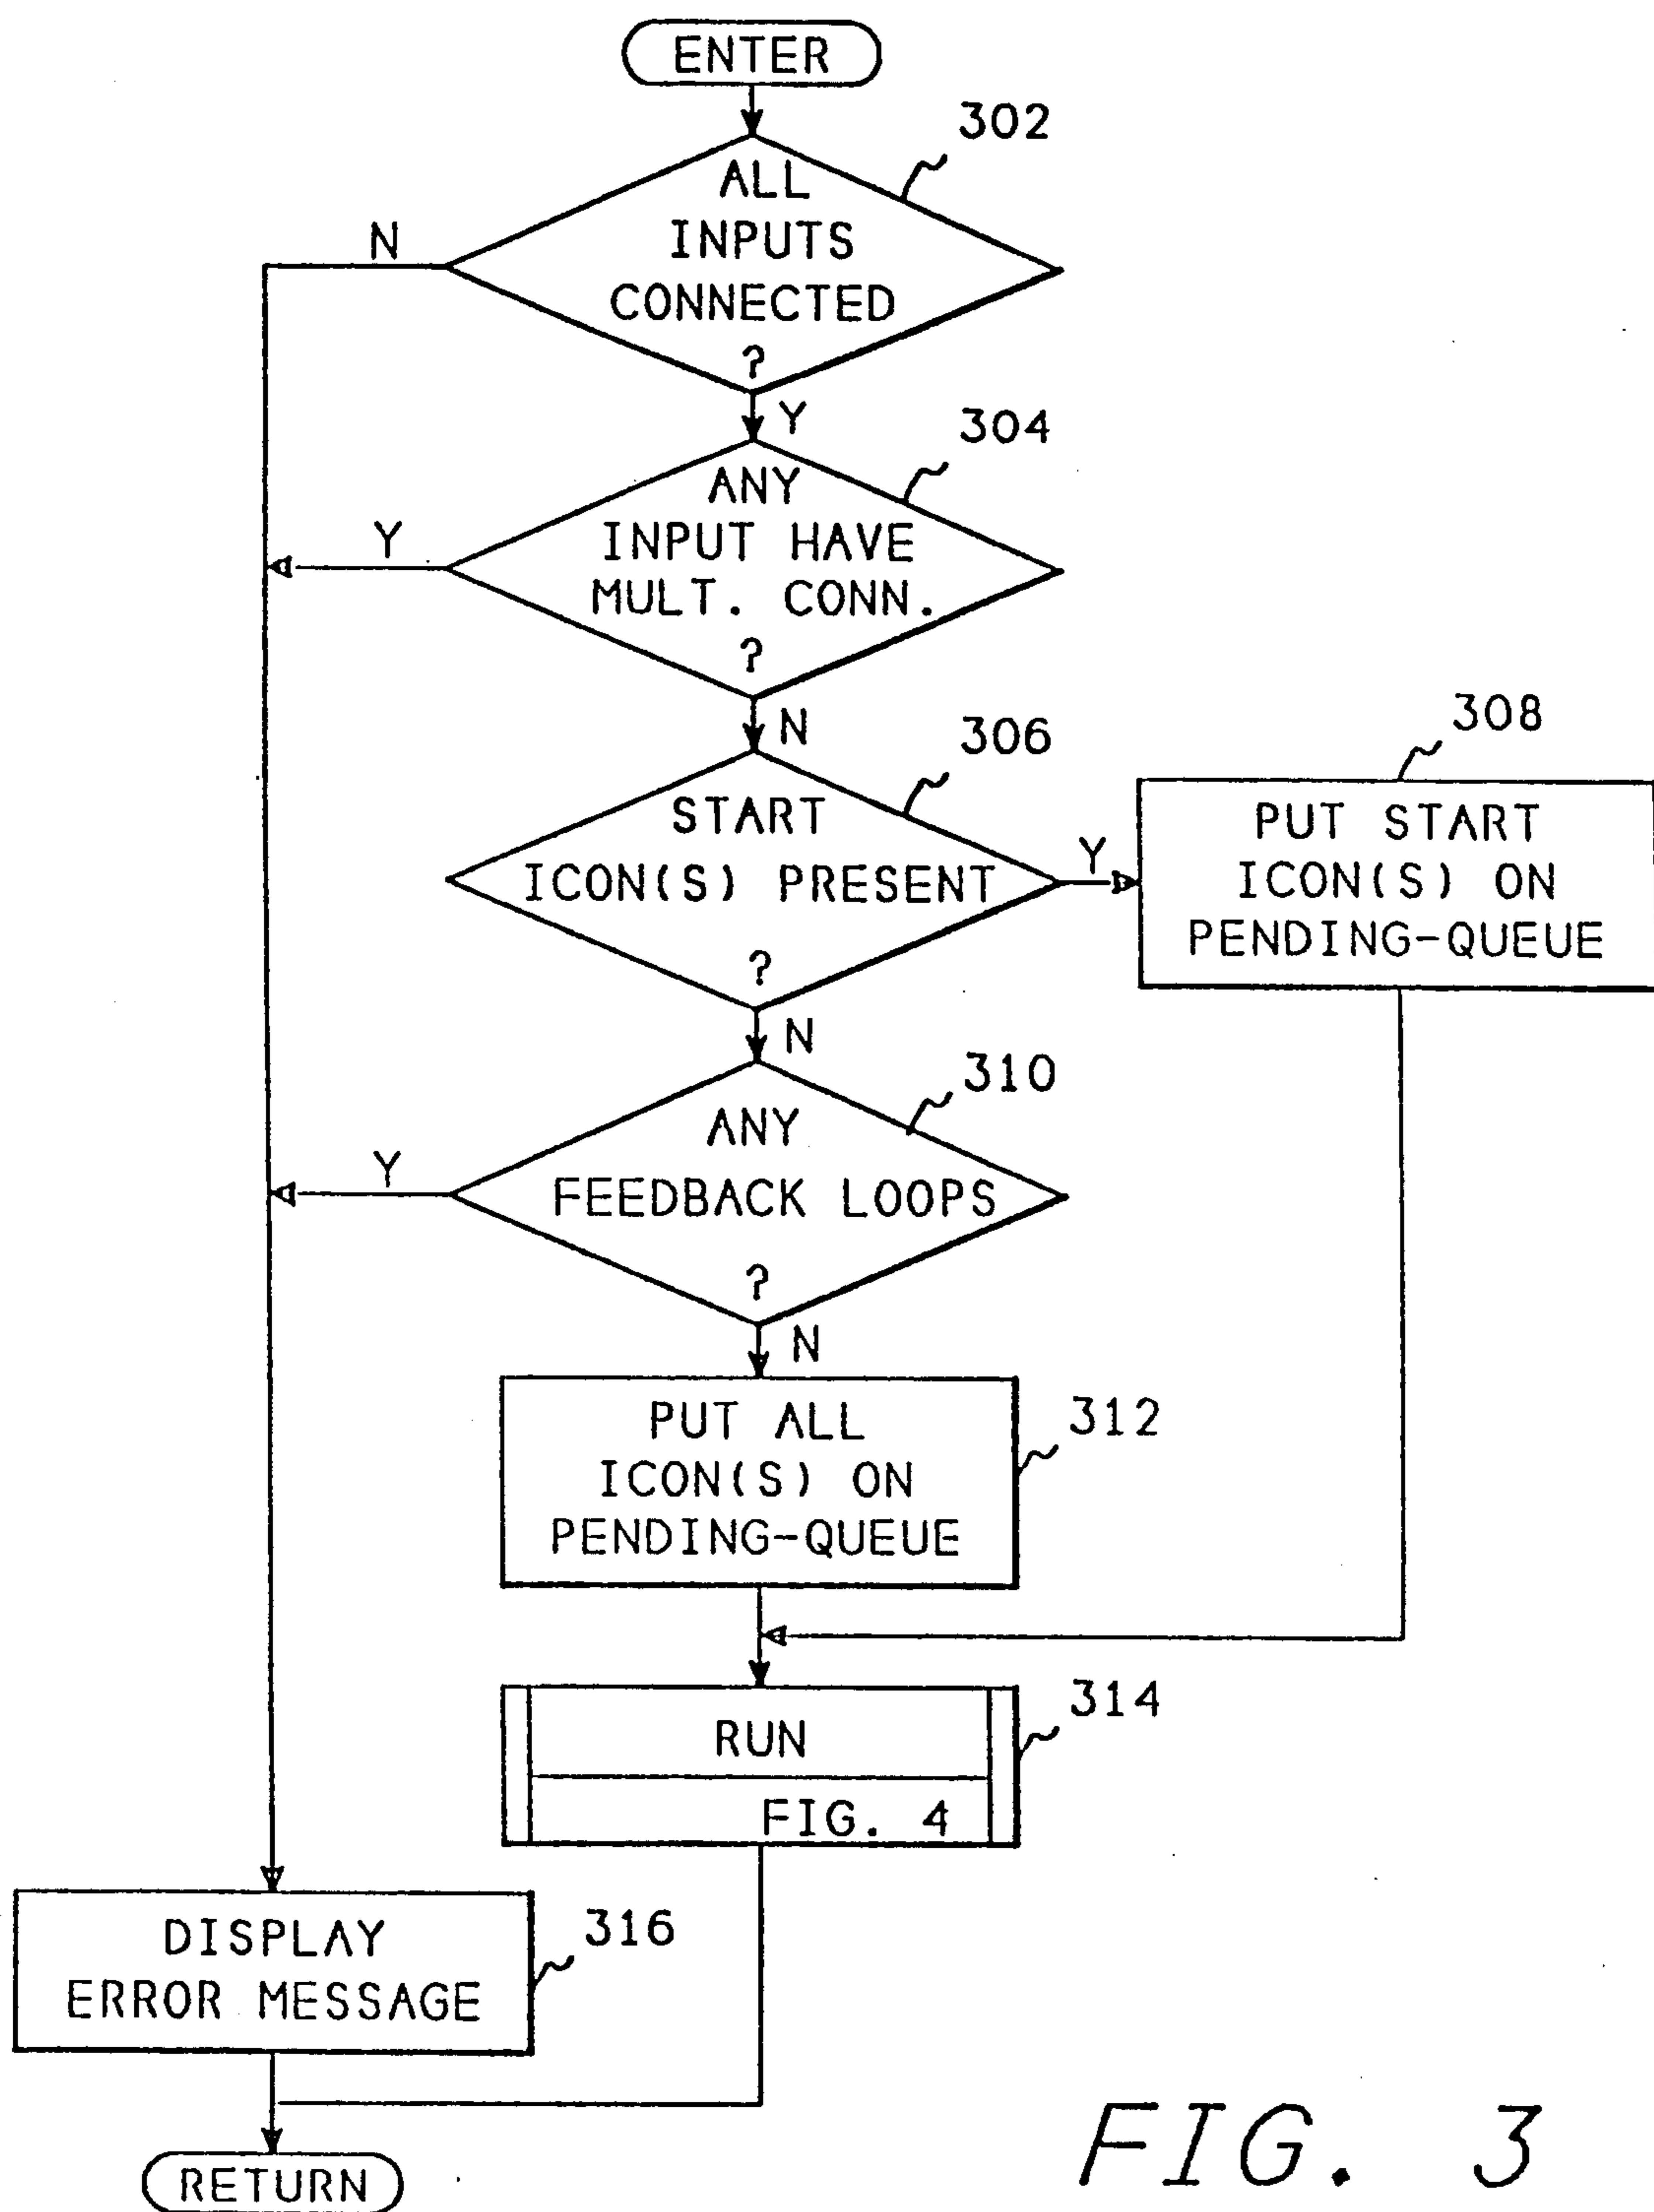 ENTER
302
ALL
INPUTS
CONNECTED
?
N
Y
304
ANY
INPUT HAVE
MULT. CONN.
?
Y
N
306
START
ICON(S) PRESENT
?
Y
308
PUT START
ICON(S) ON
PENDING-QUEUE
N
310
ANY
FEEDBACK LOOPS
?
Y
N
312
PUT ALL
ICON(S) ON
PENDING-QUEUE
314
RUN
FIG. 4
316
DISPLAY
ERROR MESSAGE
RETURN
FIG. 3